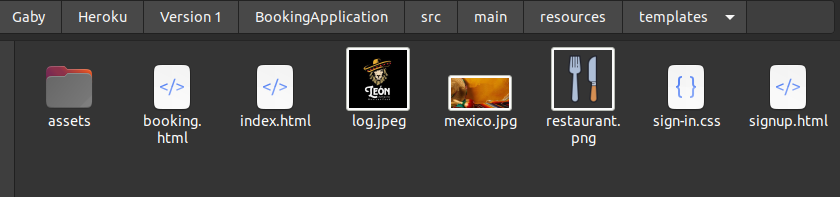 Gaby Heroku Version 1 BookingApplication src main resources templates
assets
booking.
html
index.html
LEÓN
log.jpeg
mexico.jpg
restaurant.
png
sign-in.css
signup.html